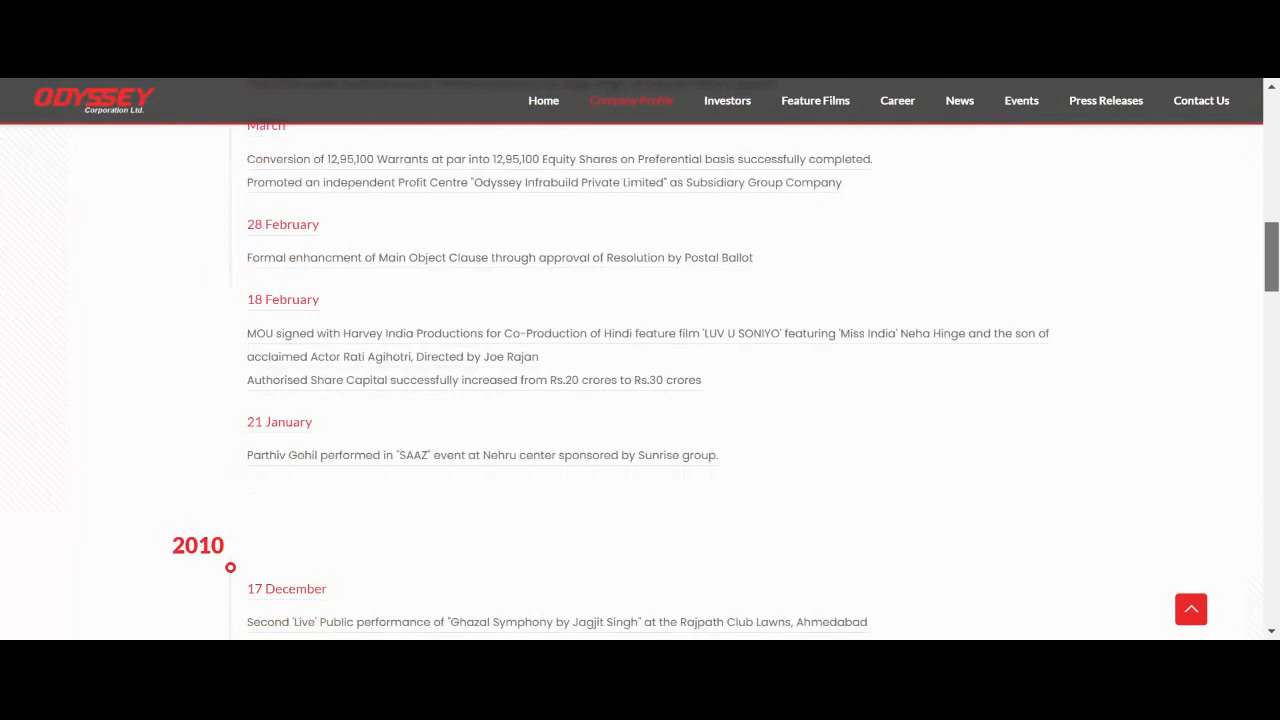 ODYSSEY
Corporation Ltd.
Home
Company Profile
Investors
Feature Films
Career
News
Events
Press Releases
Contact Us
March
Conversion of 12,95,100 Warrants at par into 12,95,100 Equity Shares on Preferential basis successfully completed.
Promoted an independent Profit Centre "Odyssey Infrabuild Private Limited" as Subsidiary Group Company
28 February
Formal enhancment of Main Object Clause through approval of Resolution by Postal Ballot
18 February
MOU signed with Harvey India Productions for Co-Production of Hindi feature film 'LUV U SONIYO' featuring 'Miss India' Neha Hinge and the son of
acclaimed Actor Rati Agihotri, Directed by Joe Rajan
Authorised Share Capital successfully increased from Rs.20 crores to Rs.30 crores
21 January
Parthiv Gohil performed in "SAAZ" event at Nehru center sponsored by Sunrise group.
2010
17 December
Second 'Live' Public performance of "Ghazal Symphony by Jagjit Singh" at the Rajpath Club Lawns, Ahmedabad